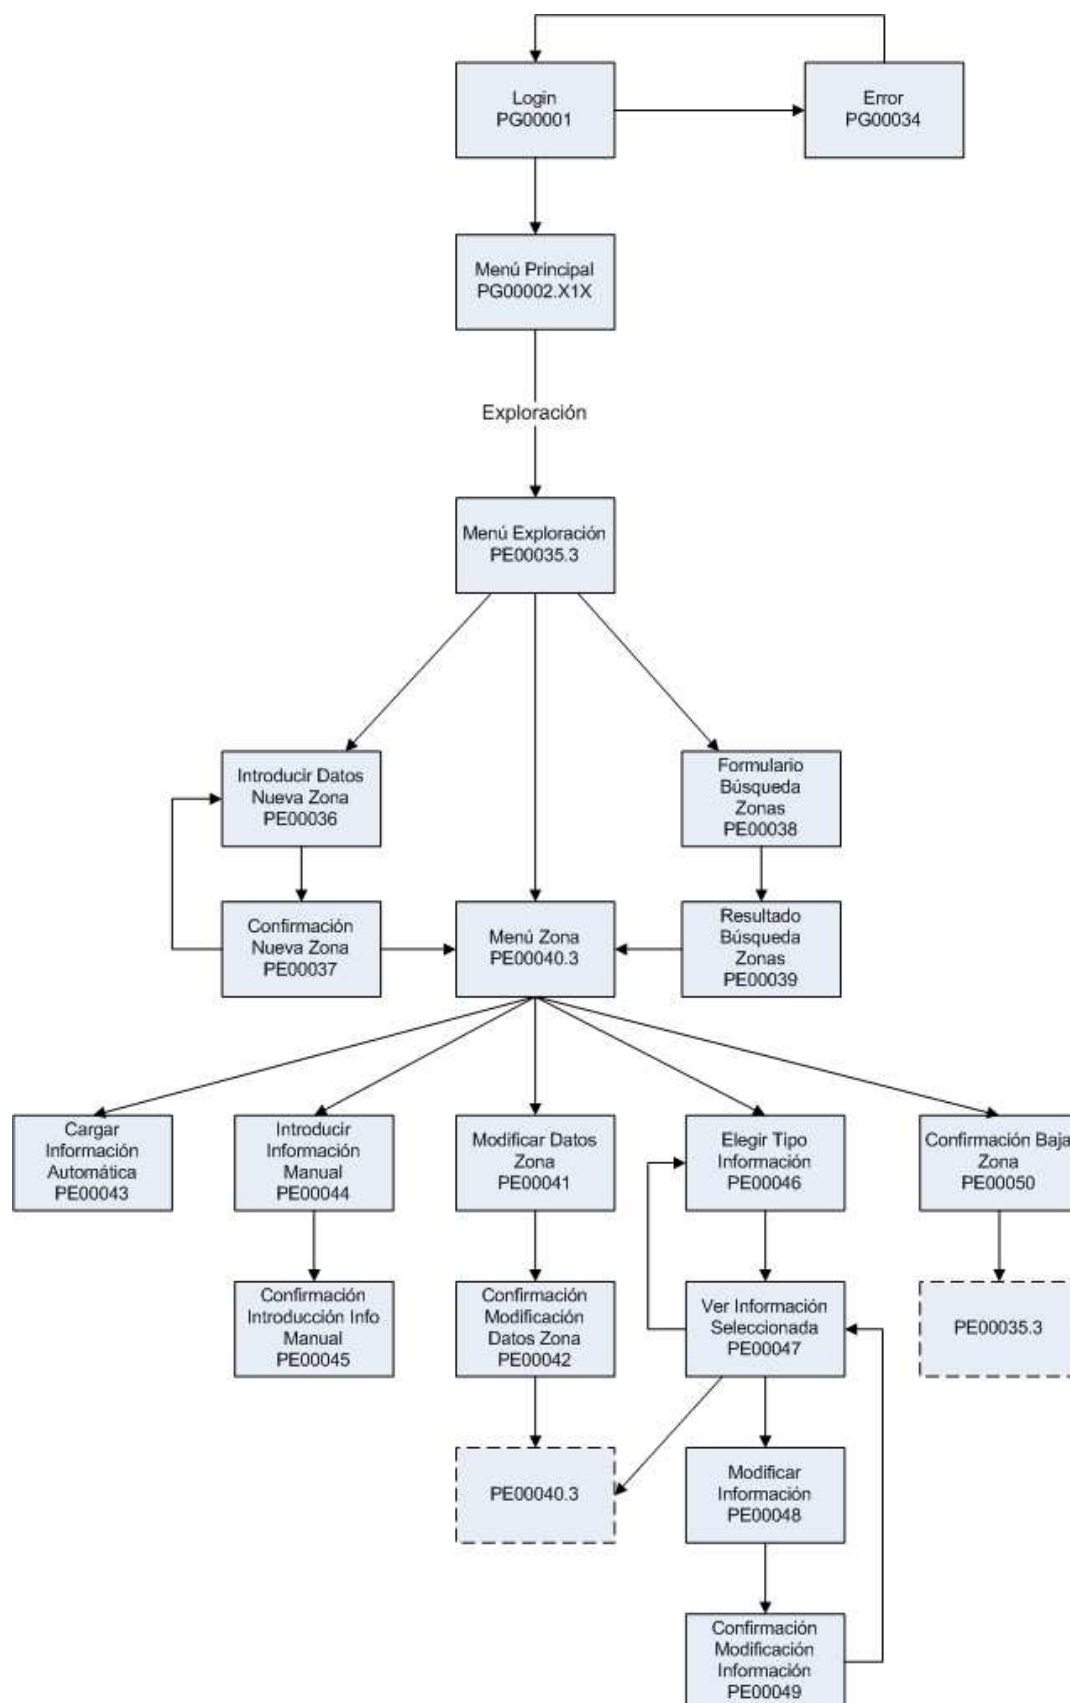 Login
PG00001
Error
PG00034
Menú Principal
PG00002.X1X
Exploración
Menú Exploración
PE00035.3
Introducir Datos
Nueva Zona
PE00036
Formulario
Búsqueda
Zonas
PE00038
Confirmación
Nueva Zona
PE00037
Menú Zona
PE00040.3
Resultado
Búsqueda
Zonas
PE00039
Cargar
Información
Automática
PE00043
Introducir
Información
Manual
PE00044
Modificar Datos
Zona
PE00041
Elegir Tipo
Información
PE00046
Confirmación Baja
Zona
PE00050
Confirmación
Introducción Info
Manual
PE00045
Confirmación
Modificación
Datos Zona
PE00042
Ver Información
Seleccionada
PE00047
PE00035.3
PE00040.3
Modificar
Información
PE00048
Confirmación
Modificación
Información
PE00049